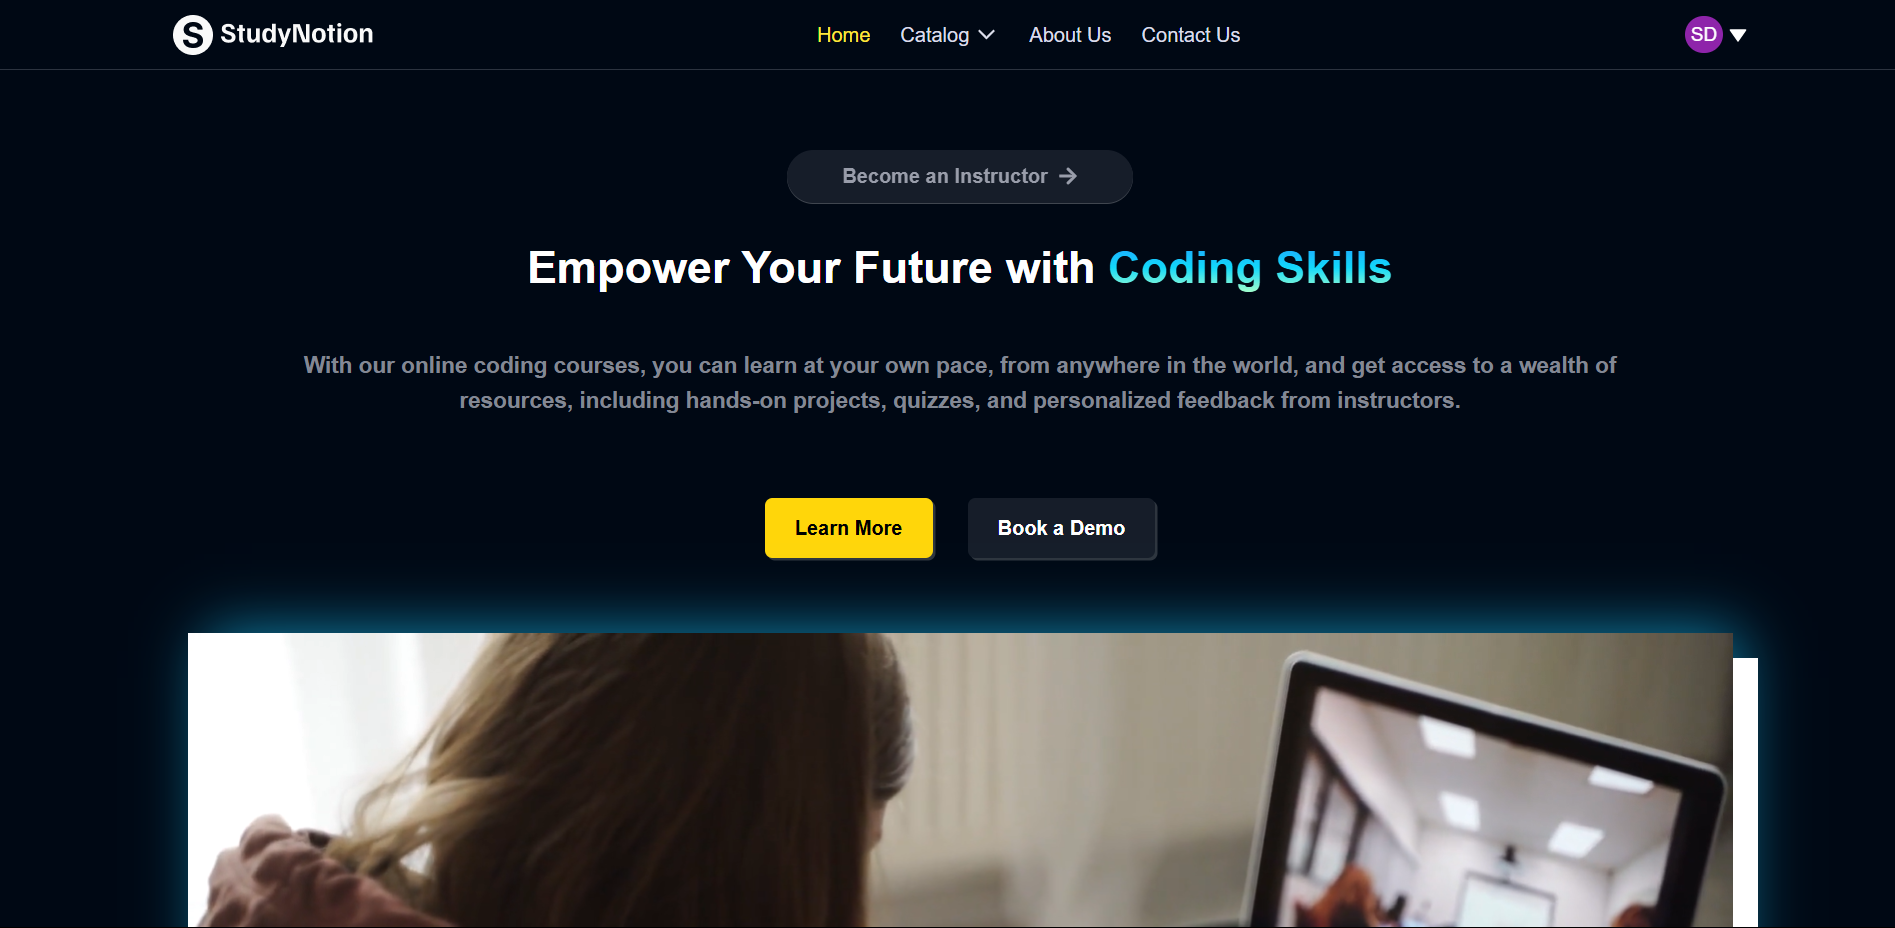 S StudyNotion
Home Catalog About Us Contact Us
SD
Become an Instructor
Empower Your Future with Coding Skills
With our online coding courses, you can learn at your own pace, from anywhere in the world, and get access to a wealth of
resources, including hands-on projects, quizzes, and personalized feedback from instructors.
Learn More
Book a Demo